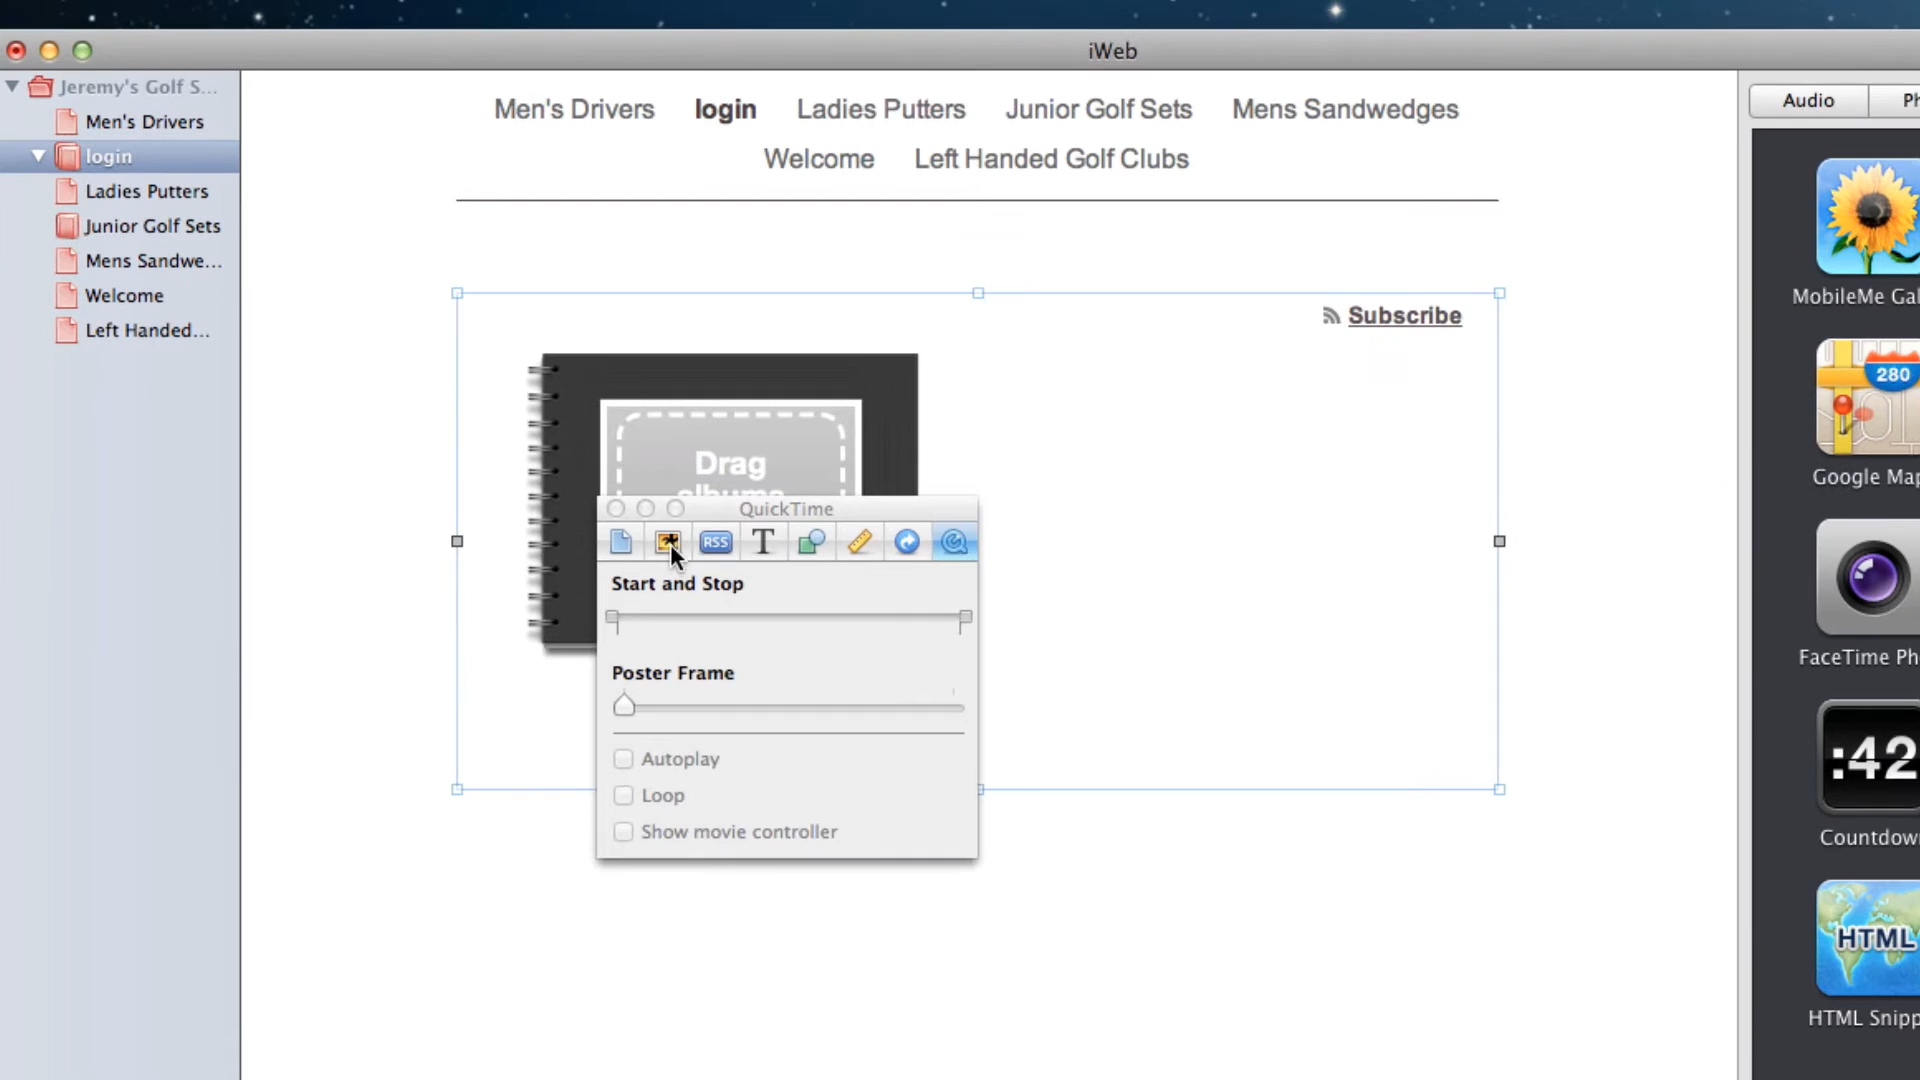 iWeb
Jeremy's Golf S...
Men's Drivers
login
Ladies Putters
Junior Golf Sets
Mens Sandwe...
Welcome
Left Handed...
Men's Drivers login Ladies Putters Junior Golf Sets Mens Sandwedges
Welcome Left Handed Golf Clubs
Subscribe
Drag
albums
QuickTime
RSS T
Start and Stop
Poster Frame
Autoplay
Loop
Show movie controller
Audio Ph
MobileMe Gal
280
Google Map
FaceTime Pho
:42
Countdown
HTML
HTML Snipp